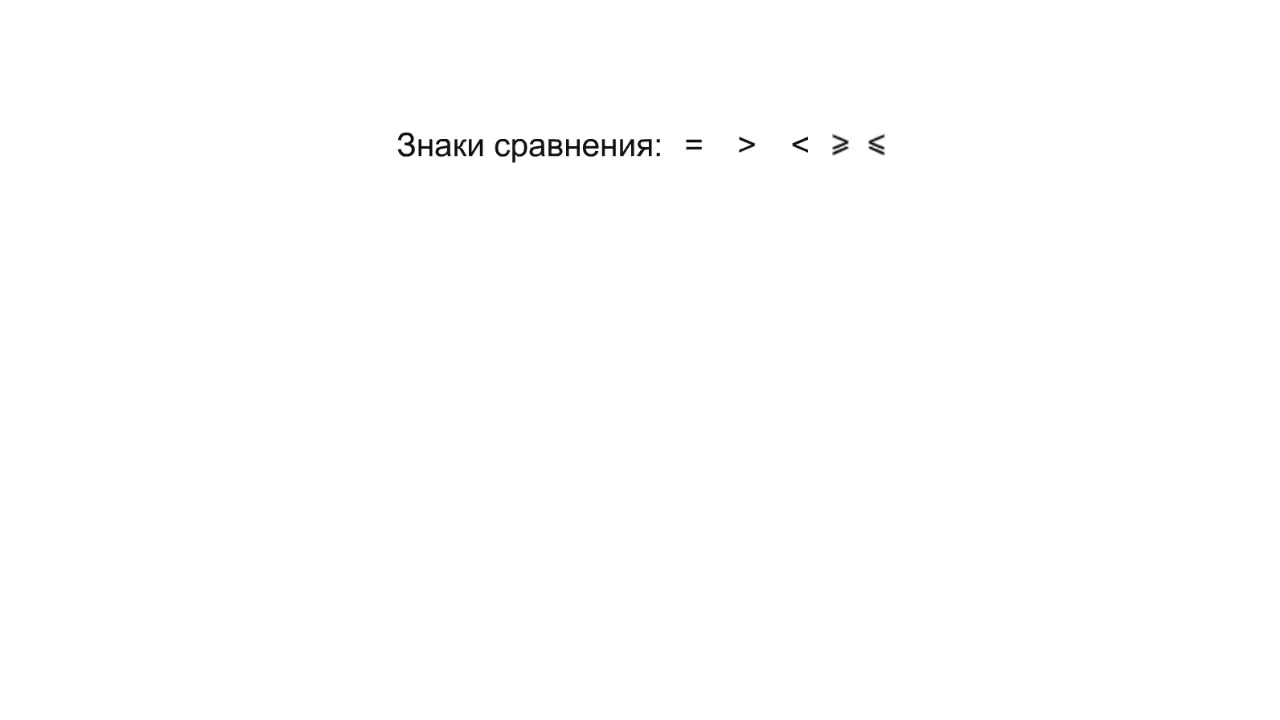 Знаки сравнения: = > < ⩾ ⩽